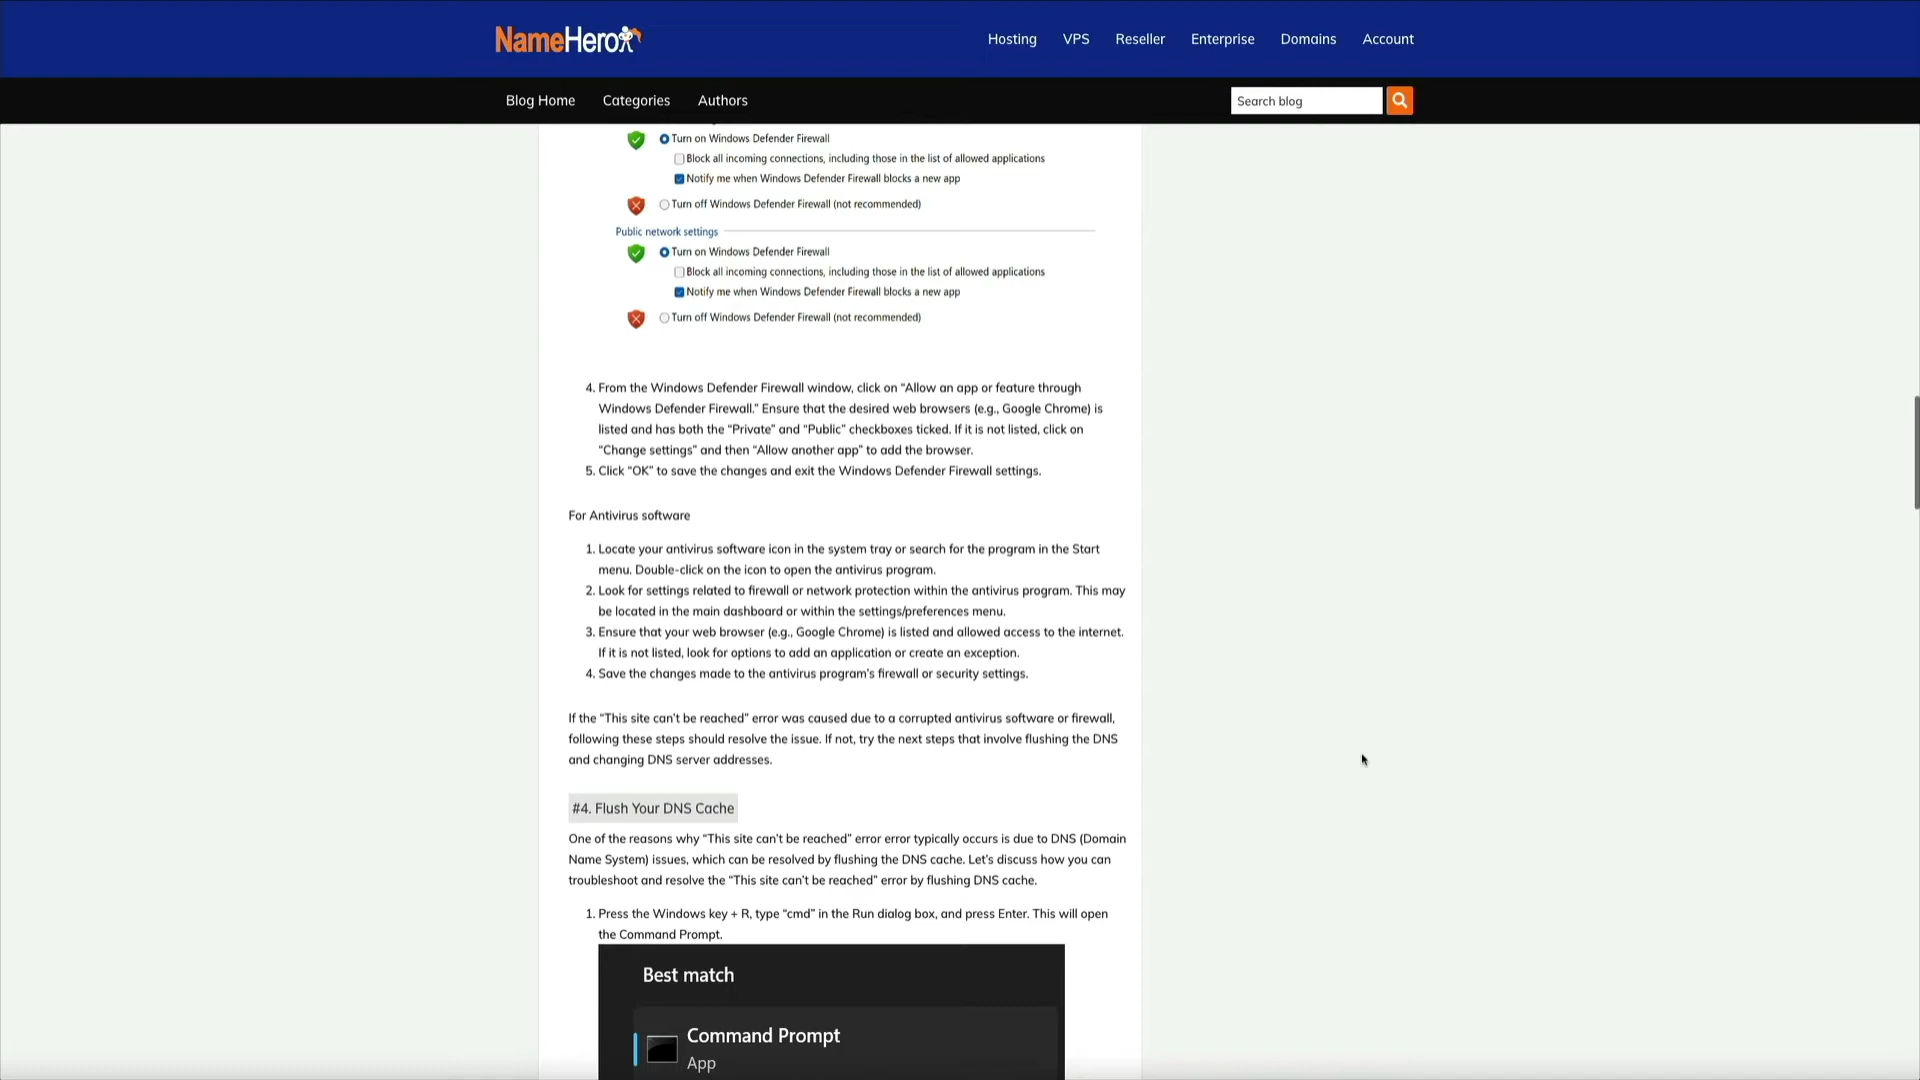 NameHero
Hosting VPS Reseller Enterprise Domains Account
Blog Home Categories Authors Search blog
Turn on Windows Defender Firewall
Block all incoming connections, including those in the list of allowed applications
Notify me when Windows Defender Firewall blocks a new app
Turn off Windows Defender Firewall (not recommended)
Public network settings
Turn on Windows Defender Firewall
Block all incoming connections, including those in the list of allowed applications
Notify me when Windows Defender Firewall blocks a new app
Turn off Windows Defender Firewall (not recommended)
4. From the Windows Defender Firewall window, click on “Allow an app or feature through
Windows Defender Firewall.” Ensure that the desired web browsers (e.g., Google Chrome) is
listed and has both the “Private” and “Public” checkboxes ticked. If it is not listed, click on
“Change settings” and then “Allow another app” to add the browser.
5. Click “OK” to save the changes and exit the Windows Defender Firewall settings.
For Antivirus software
1. Locate your antivirus software icon in the system tray or search for the program in the Start
menu. Double-click on the icon to open the antivirus program.
2. Look for settings related to firewall or network protection within the antivirus program. This may
be located in the main dashboard or within the settings/preferences menu.
3. Ensure that your web browser (e.g., Google Chrome) is listed and allowed access to the internet.
If it is not listed, look for options to add an application or create an exception.
4. Save the changes made to the antivirus program’s firewall or security settings.
If the “This site can’t be reached” error was caused due to a corrupted antivirus software or firewall,
following these steps should resolve the issue. If not, try the next steps that involve flushing the DNS
and changing DNS server addresses.
#4. Flush Your DNS Cache
One of the reasons why “This site can’t be reached” error error typically occurs is due to DNS (Domain
Name System) issues, which can be resolved by flushing the DNS cache. Let’s discuss how you can
troubleshoot and resolve the “This site can’t be reached” error by flushing DNS cache.
1. Press the Windows key + R, type “cmd” in the Run dialog box, and press Enter. This will open
the Command Prompt.
Best match
Command Prompt
App